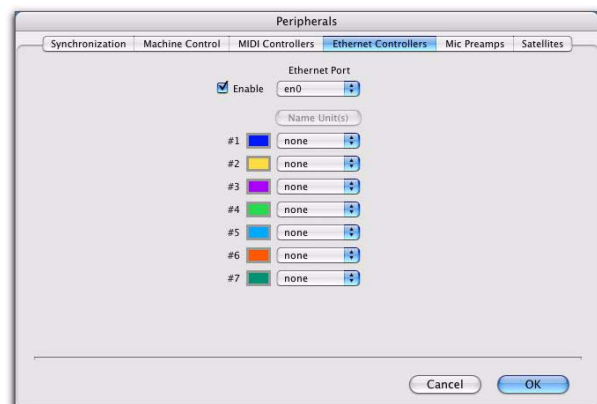 Peripherals
Synchronization Machine Control MIDI Controllers Ethernet Controllers Mic Preamps Satellites
Ethernet Port
Enable en0
Name Unit(s)
#1 none
#2 none
#3 none
#4 none
#5 none
#6 none
#7 none
Cancel OK